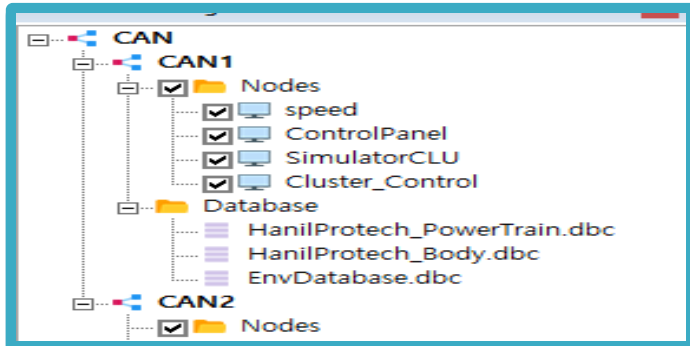 CAN
CAN1
Nodes
speed
ControlPanel
SimulatorCLU
Cluster_Control
Database
HanilProtech_PowerTrain.dbc
HanilProtech_Body.dbc
EnvDatabase.dbc
CAN2
Nodes